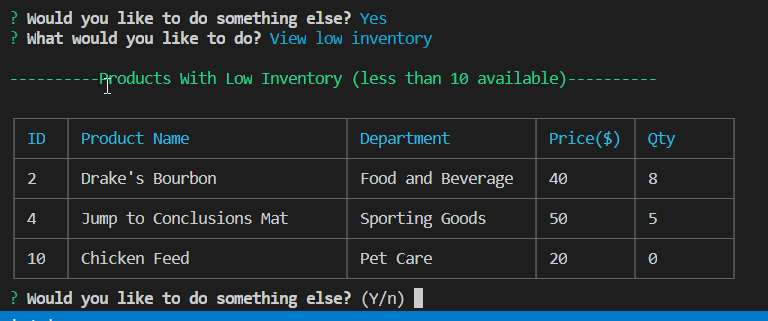 ? Would you like to do something else? Yes
? What would you like to do? View low inventory
----------Products With Low Inventory (less than 10 available)----------
ID Product Name Department Price($) Qty
2 Drake's Bourbon Food and Beverage 40 8
4 Jump to Conclusions Mat Sporting Goods 50 5
10 Chicken Feed Pet Care 20 0
? Would you like to do something else? (Y/n)